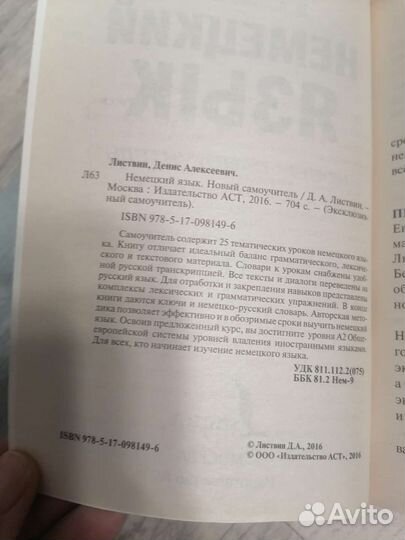 НЕМЕЦКИЙ
ЯЗЫК
Листвин, Денис Алексеевич.
Л63 Немецкий язык. Новый самоучитель / Д. А. Листвин. –
Москва : Издательство АСТ, 2016. – 704 с. – (Эксклюзив-
ный самоучитель).
ISBN 978-5-17-098149-6
Самоучитель содержит 25 тематических уроков немецкого язы-
ка. Книгу отличает идеальный баланс грамматического, лексиче-
ского и текстового материала. Словари к урокам снабжены удоб-
ной русской транскрипцией. Все тексты и диалоги переведены на
русский язык. Для отработки и закрепления навыков представлены
комплексы лексических и грамматических упражнений. В конце
книги даются ключи и немецко-русский словарь. Авторская мето-
дика позволяет эффективно и в обозримые сроки выучить немецкий
язык. Освоив предложенный курс, вы достигните уровня А2 Обще-
европейской системы уровней владения иностранными языками.
Для всех, кто начинает изучение немецкого языка.
УДК 811.112.2(075)
ББК 81.2 Нем-9
ISBN 978-5-17-098149-6
© Листвин Д.А., 2016
© ООО «Издательство АСТ», 2016
Avito